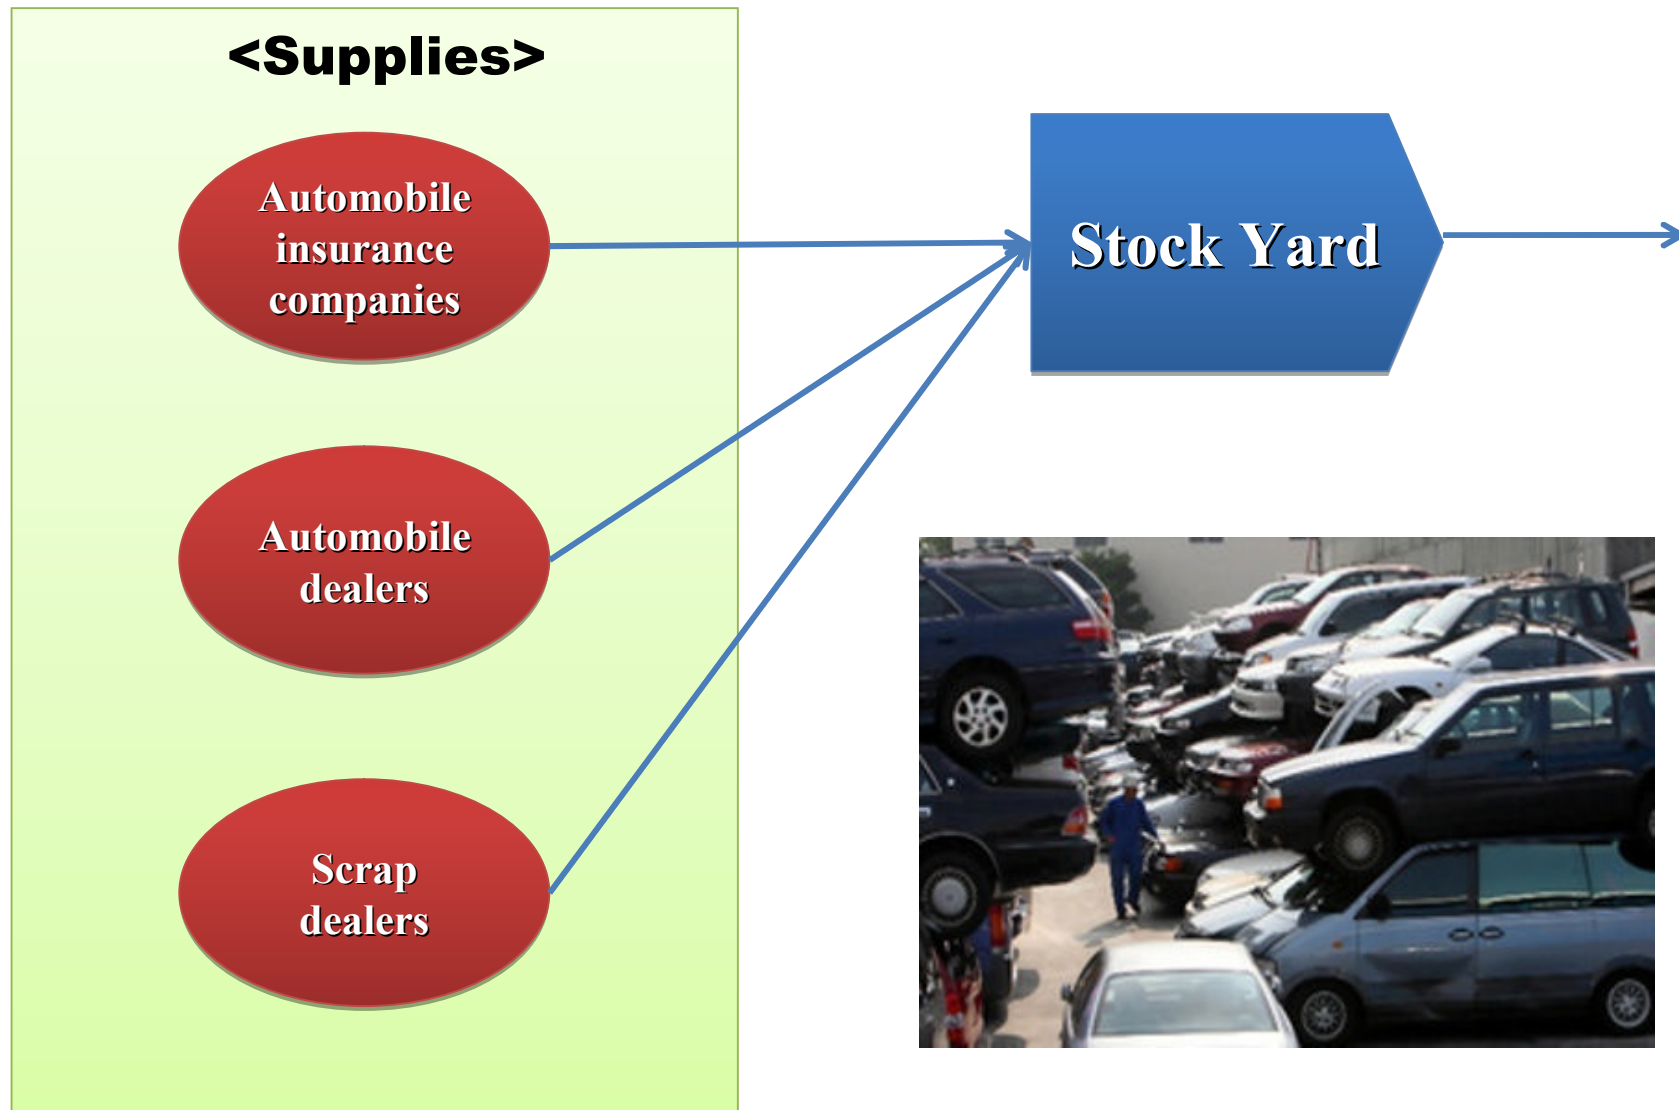 <Supplies>
Automobile
insurance
companies
Stock Yard
Automobile
dealers
Scrap
dealers